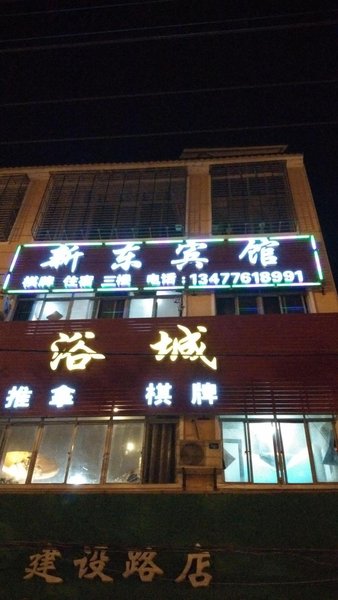 新东宾馆
棋牌 住宿 三楼 电话:13477618991
浴城
推拿 棋牌
建设路店